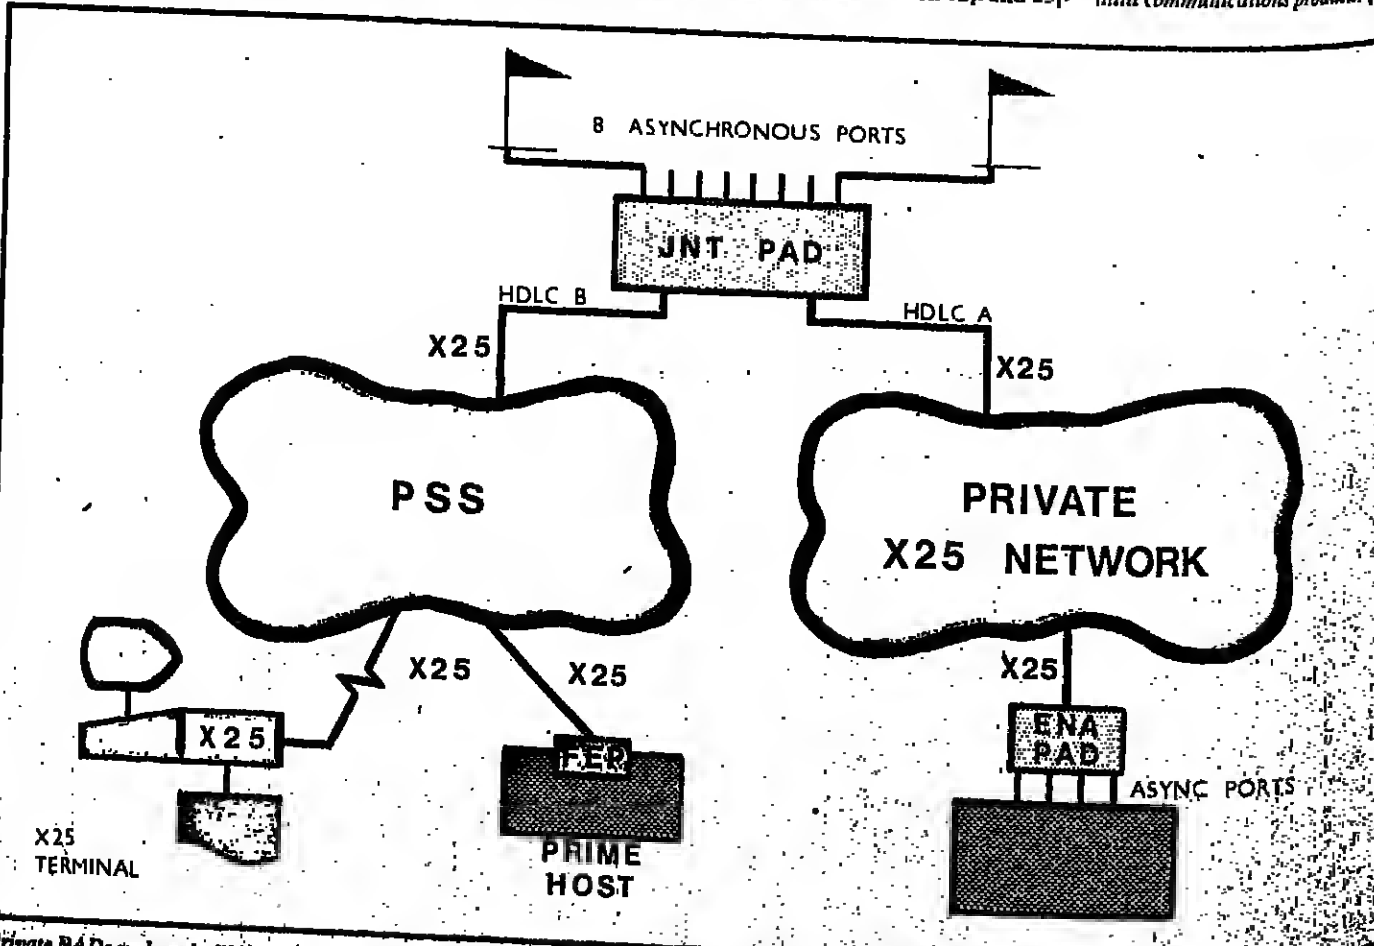 communications
8 ASYNCHRONOUS PORTS
JNT PAD
HDLC B
HDLC A
X25
X25
PSS
PRIVATE
X25 NETWORK
X25
X25
X25
X25
ENA
PAD
FEP
ASYNC PORTS
X25
TERMINAL
PRIME
HOST